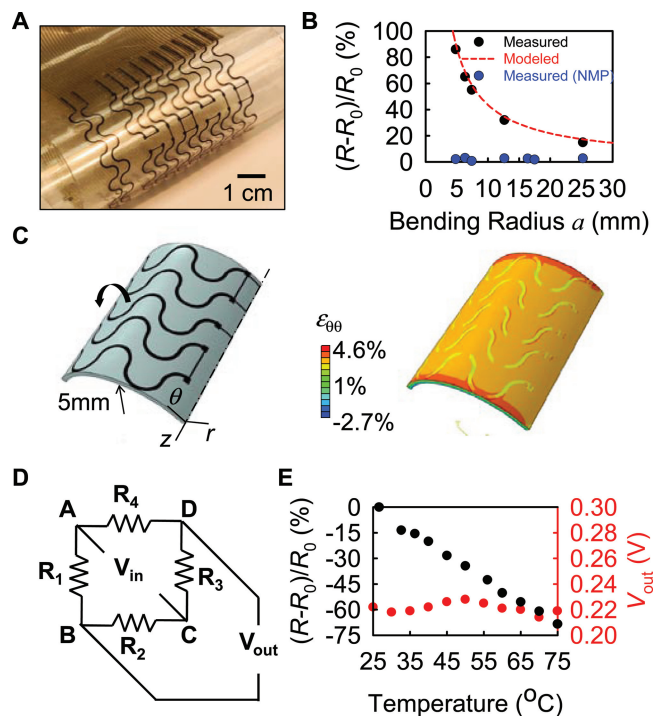 A
1 cm
B
(R-R₀)/R₀ (%)
100
80
60
40
20
0
Measured
Modeled
Measured (NMP)
0 5 10 15 20 25 30
Bending Radius a (mm)
C
5mm
θ
z
r
εθθ
4.6%
1%
-2.7%
D
A
R₄
D
R₁
Vin
R₃
B
R₂
C
Vout
E
(R-R₀)/R₀ (%)
0
-15
-30
-45
-60
-75
0.30
0.28
0.26
0.24
0.22
0.20
Vout (V)
25 35 45 55 65 75
Temperature (ºC)